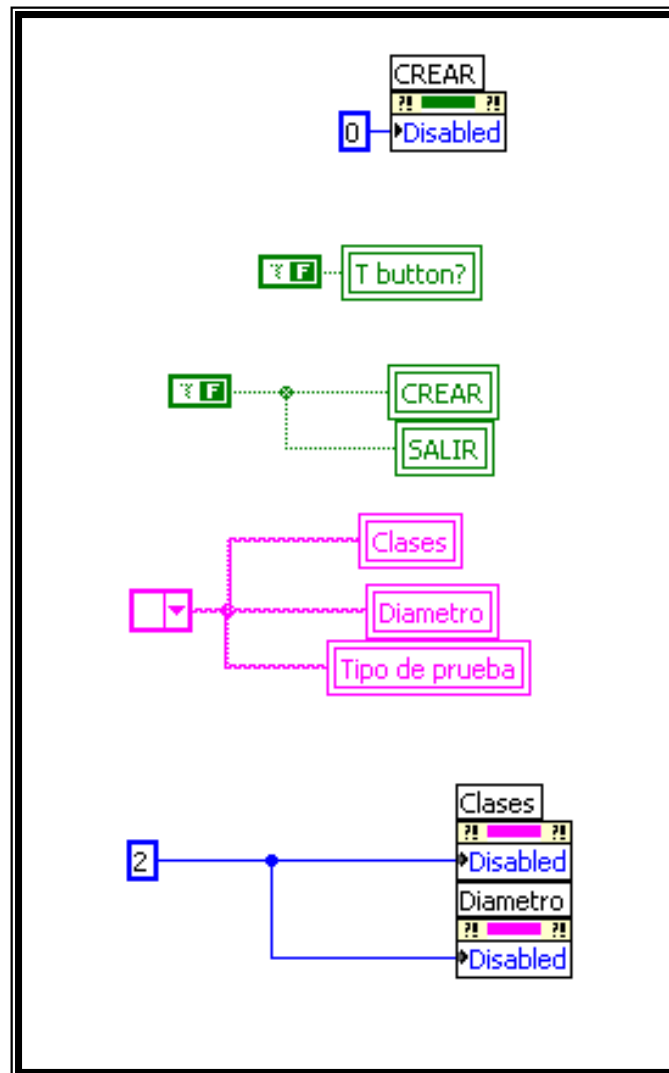 CREAR
?! ?!
0 Disabled
F T button?
F CREAR
SALIR
Clases
Diametro
Tipo de prueba
Clases
?! ?!
2 Disabled
Diametro
?! ?!
Disabled